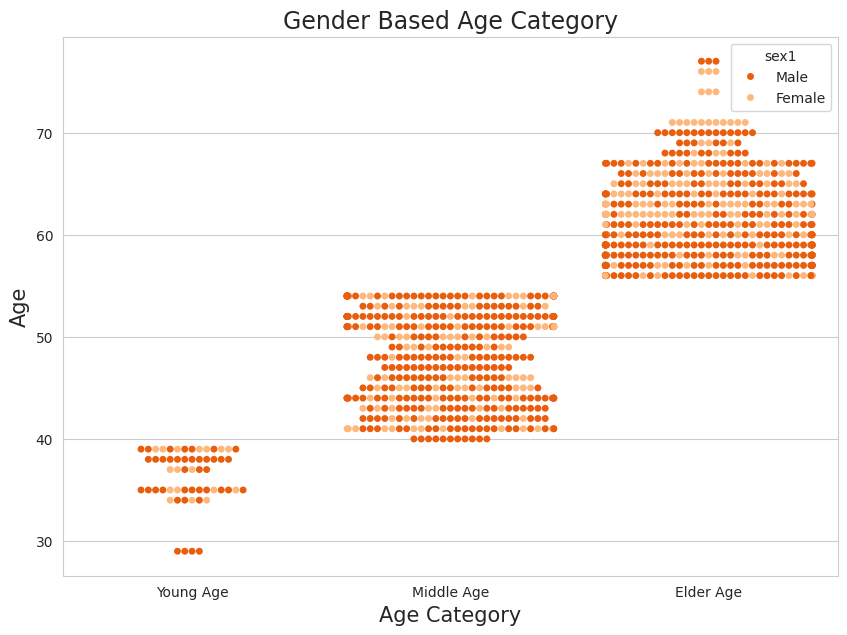 Gender Based Age Category
sex1
Male
Female
70
60
50
40
30
Age
Young Age
Middle Age
Elder Age
Age Category